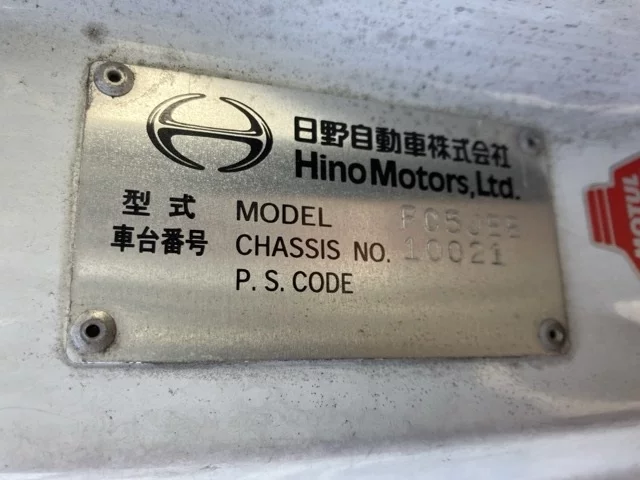 日野自動車株式会社
Hino Motors, Ltd.
型式 MODEL
車台番号 CHASSIS NO. 10021
P. S. CODE